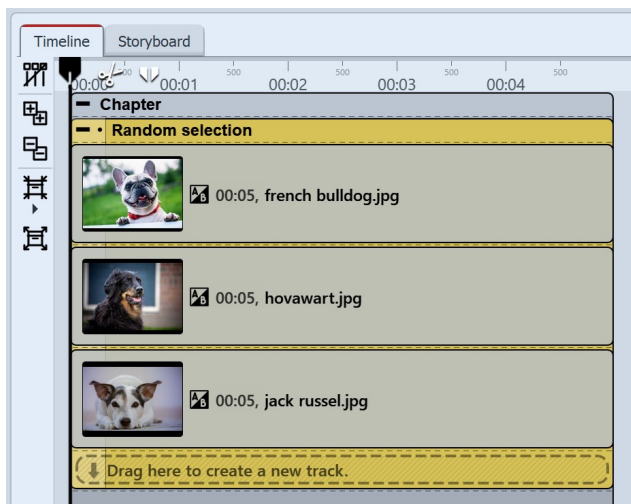 Timeline Storyboard
500 500 500 500 500
00:00 00:01 00:02 00:03 00:04
Chapter
Random selection
A/B 00:05, french bulldog.jpg
A/B 00:05, hovawart.jpg
A/B 00:05, jack russel.jpg
Drag here to create a new track.